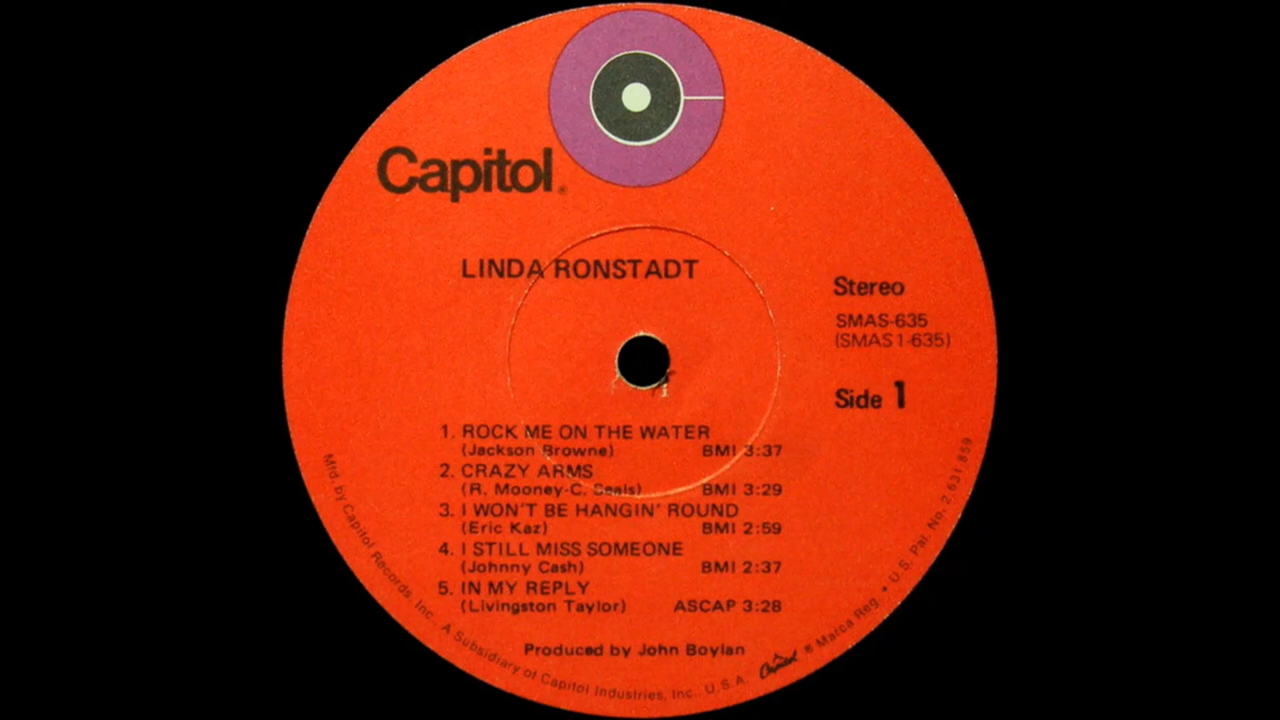 Capitol®
LINDA RONSTADT
Stereo
SMAS-635
(SMAS 1-635)
Side 1
1. ROCK ME ON THE WATER
(Jackson Browne) BMI 3:37
2. CRAZY ARMS
(R. Mooney-C. Seals) BMI 3:29
3. I WON'T BE HANGIN' ROUND
(Eric Kaz) BMI 2:59
4. I STILL MISS SOMEONE
(Johnny Cash) BMI 2:37
5. IN MY REPLY
(Livingston Taylor) ASCAP 3:28
Produced by John Boylan
Mfd. by Capitol Records, Inc., A Subsidiary of Capitol Industries, Inc., U.S.A. Capitol ® Marca Reg. • U.S. Pat. No. 2,631,859